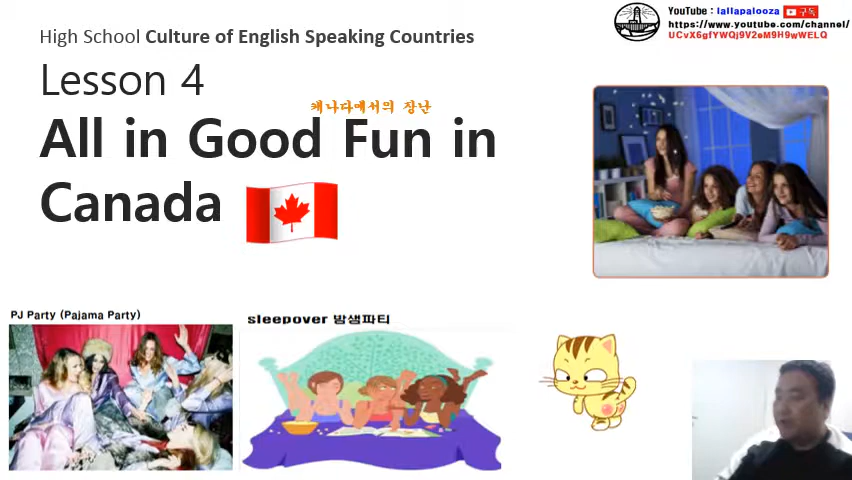 High School Culture of English Speaking Countries
Lesson 4
캐나다에서의 장난
All in Good Fun in
Canada
YouTube : lallapalooza 구독
https://www.youtube.com/channel/
UCvX6gfYWQj9V2eM9H9wWELQ
PJ Party (Pajama Party)
sleepover 밤샘파티